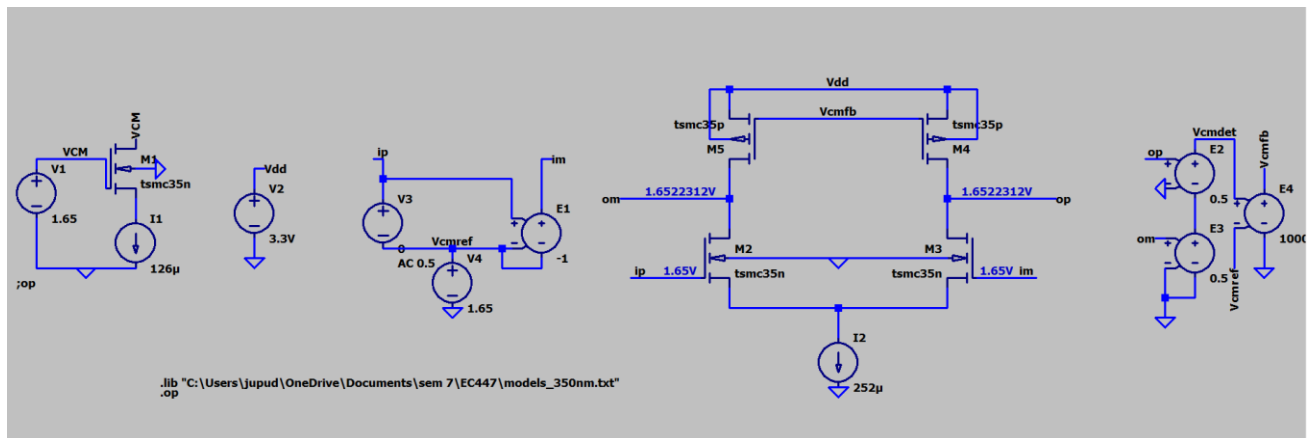 VCM
VCM
V1
M1
tsmc35n
1.65
I1
126µ
;op
Vdd
V2
3.3V
ip
im
V3
E1
0
Vcmref
AC 0.5
V4
-1
1.65
Vdd
tsmc35p
Vcmfb
tsmc35p
M5
M4
om
1.6522312V
1.6522312V
op
M2
M3
ip
1.65V
tsmc35n
tsmc35n
1.65V
im
I2
252µ
Vcmdet
E2
op
Vcmfb
0.5
E4
om
E3
1000
0.5
Vcmref
.lib "C:\Users\jupud\OneDrive\Documents\sem 7\EC447\models_350nm.txt"
.op